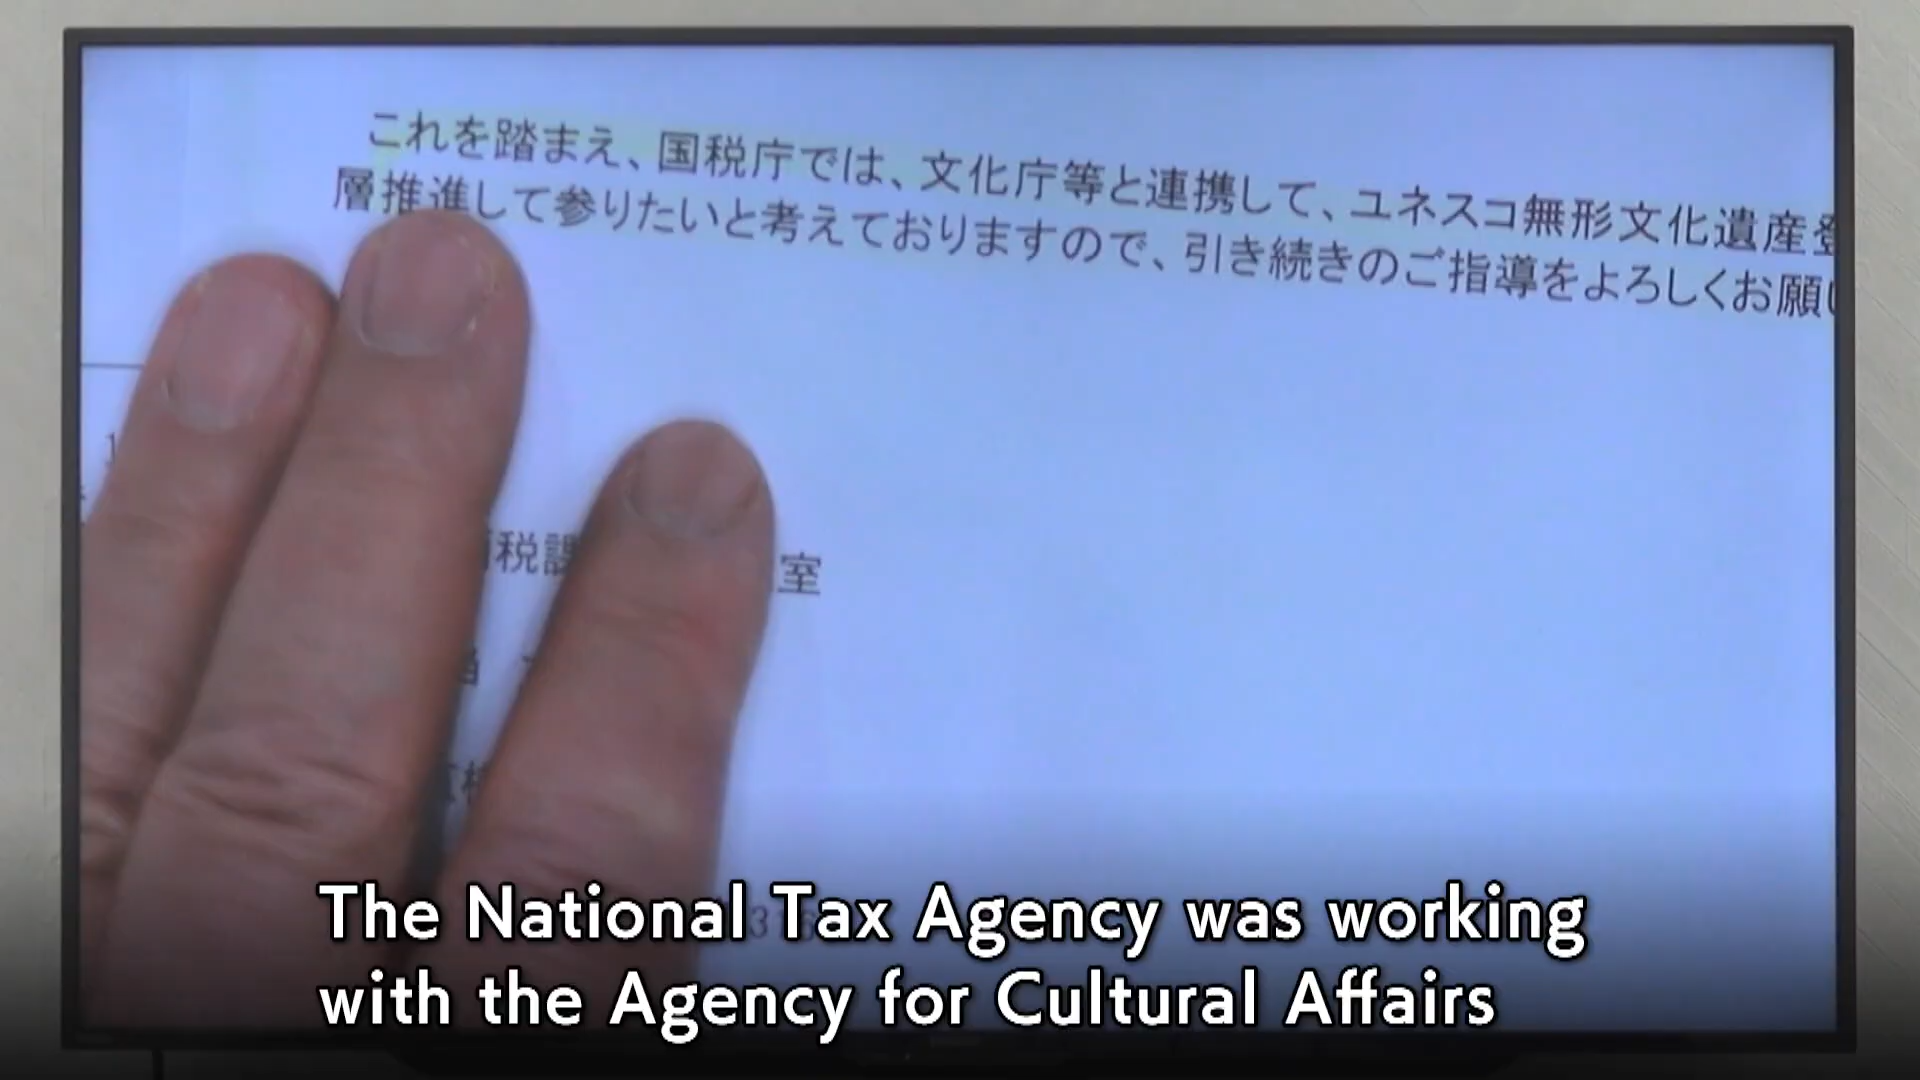 これを踏まえ、国税庁では、文化庁等と連携して、ユネスコ無形文化遺産登
層推進して参りたいと考えておりますので、引き続きのご指導をよろしくお願い
税課
室
The National Tax Agency was working
with the Agency for Cultural Affairs